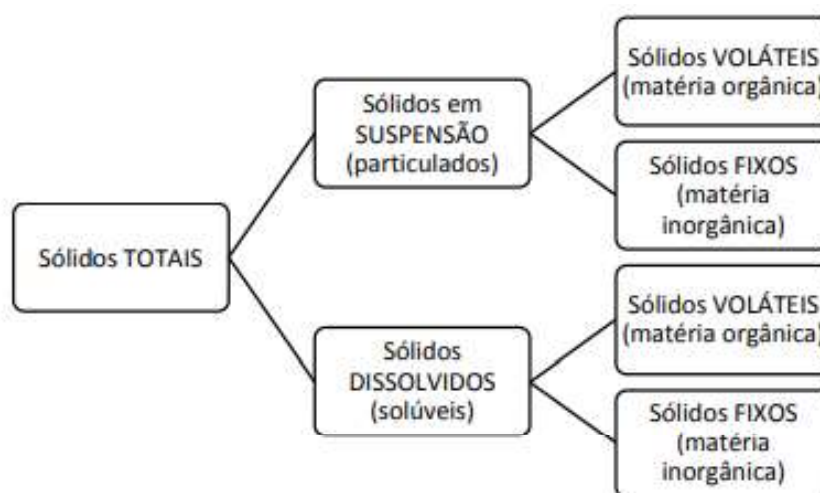 Sólidos TOTAIS
Sólidos em
SUSPENSÃO
(particulados)
Sólidos VOLÁTEIS
(matéria orgânica)
Sólidos FIXOS
(matéria
inorgânica)
Sólidos
DISSOLVIDOS
(solúveis)
Sólidos VOLÁTEIS
(matéria orgânica)
Sólidos FIXOS
(matéria
inorgânica)